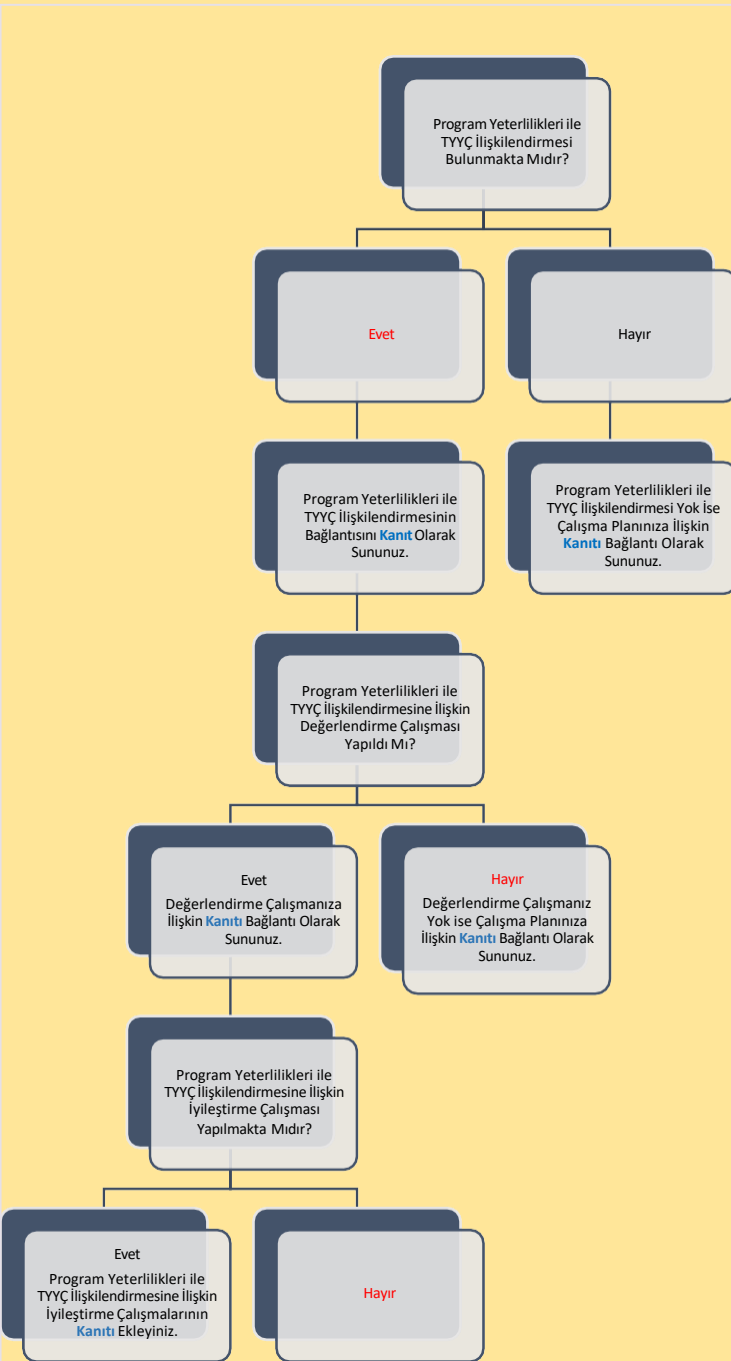 Program Yeterlilikleri ile
TYYÇ İlişkilendirmesi
Bulunmakta Mıdır?
Evet
Hayır
Program Yeterlilikleri ile
TYYÇ İlişkilendirmesinin
Bağlantısını Kanıt Olarak
Sununuz.
Program Yeterlilikleri ile
TYYÇ İlişkilendirmesi Yok İse
Çalışma Planınıza İlişkin
Kanıtı Bağlantı Olarak
Sununuz.
Program Yeterlilikleri ile
TYYÇ İlişkilendirmesine İlişkin
Değerlendirme Çalışması
Yapıldı Mı?
Evet
Değerlendirme Çalışmanıza
İlişkin Kanıtı Bağlantı Olarak
Sununuz.
Hayır
Değerlendirme Çalışmanız
Yok ise Çalışma Planınıza
İlişkin Kanıtı Bağlantı Olarak
Sununuz.
Program Yeterlilikleri ile
TYYÇ İlişkilendirmesine İlişkin
İyileştirme Çalışması
Yapılmakta Mıdır?
Evet
Program Yeterlilikleri ile
TYYÇ İlişkilendirmesine İlişkin
İyileştirme Çalışmalarının
Kanıtı Ekleyiniz.
Hayır